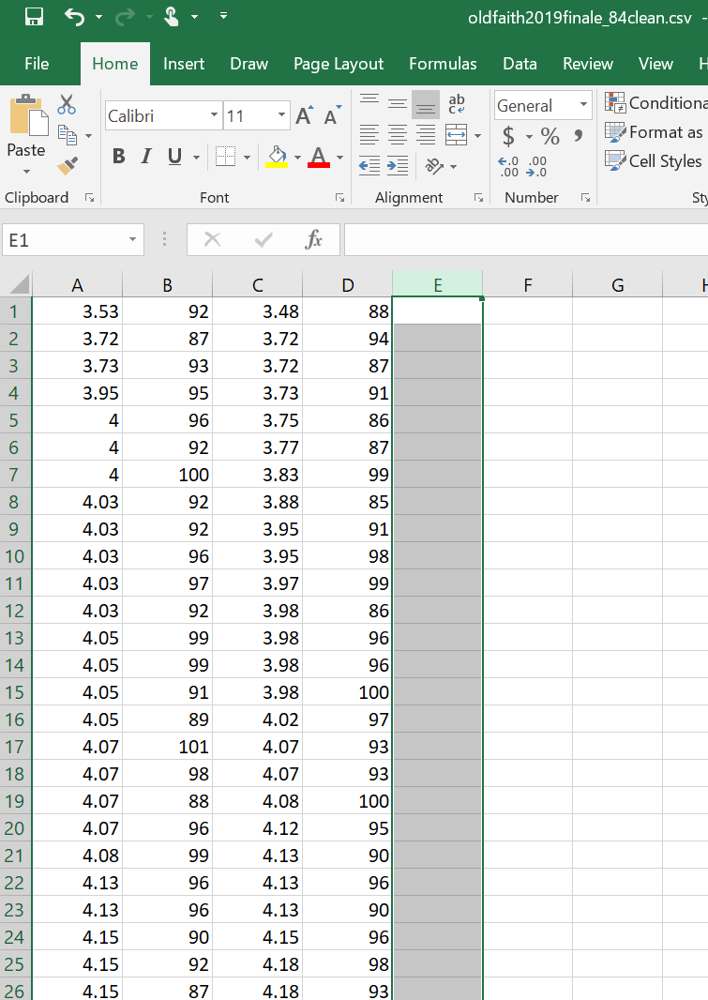 oldfaith2019finale_84clean.csv -
File Home Insert Draw Page Layout Formulas Data Review View H
Calibri 11 A A ab c General Conditiona
Paste $ % , Format as
B I U A ←.0 .00 .00 →.0 Cell Styles
Clipboard Font Alignment Number Sty
E1 fx
A B C D E F G H
1 3.53 92 3.48 88
2 3.72 87 3.72 94
3 3.73 93 3.72 87
4 3.95 95 3.73 91
5 4 96 3.75 86
6 4 92 3.77 87
7 4 100 3.83 99
8 4.03 92 3.88 85
9 4.03 92 3.95 91
10 4.03 96 3.95 98
11 4.03 97 3.97 99
12 4.03 92 3.98 86
13 4.05 99 3.98 96
14 4.05 99 3.98 96
15 4.05 91 3.98 100
16 4.05 89 4.02 97
17 4.07 101 4.07 93
18 4.07 98 4.07 93
19 4.07 88 4.08 100
20 4.07 96 4.12 95
21 4.08 99 4.13 90
22 4.13 96 4.13 96
23 4.13 96 4.13 90
24 4.15 90 4.15 96
25 4.15 92 4.18 98
26 4.15 87 4.18 93